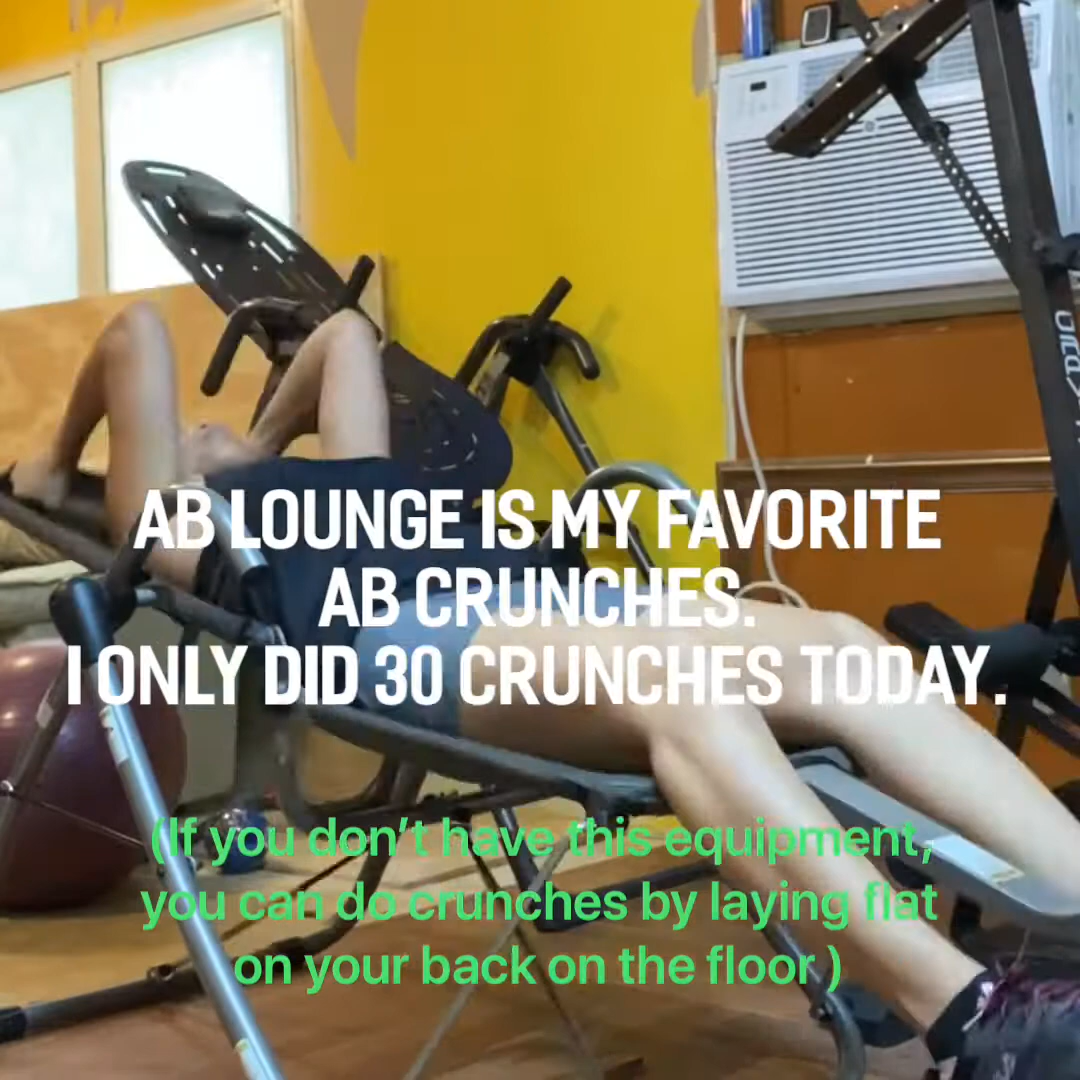 AB LOUNGE IS MY FAVORITE
AB CRUNCHES.
I ONLY DID 30 CRUNCHES TODAY.
(If you don't have this equipment,
you can do crunches by laying flat
on your back on the floor )